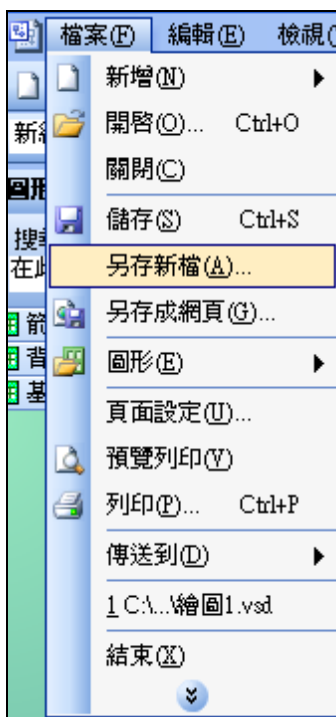 檔案(F) 編輯(E) 檢視(
新增(N)
開啓(O)... Ctrl+O
關閉(C)
儲存(S) Ctrl+S
另存新檔(A)...
另存成網頁(G)...
圖形(E)
頁面設定(U)...
預覽列印(V)
列印(P)... Ctrl+P
傳送到(D)
1 C:\...\繪圖1.vsd
結束(X)
圖形
搜
在此
箭
背
基